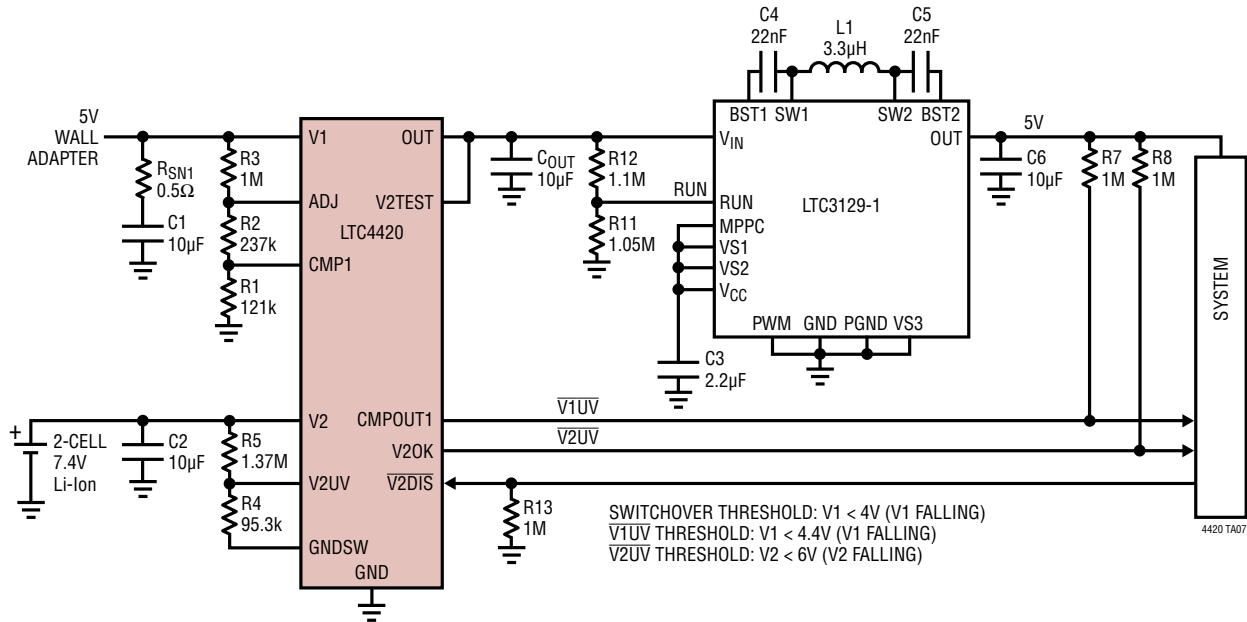 C4
22nF
L1
3.3µH
C5
22nF
BST1 SW1
SW2 BST2
5V
WALL
ADAPTER
RSN1
0.5Ω
C1
10µF
R3
1M
R2
237k
R1
121k
V1
ADJ
CMP1
LTC4420
OUT
V2TEST
COUT
10µF
R12
1.1M
RUN
R11
1.05M
VIN
RUN
MPPC
VS1
VS2
VCC
LTC3129-1
OUT
PWM GND PGND VS3
C3
2.2µF
5V
C6
10µF
R7
1M
R8
1M
SYSTEM
+
2-CELL
7.4V
Li-Ion
C2
10µF
R5
1.37M
R4
95.3k
V2
V2UV
GNDSW
GND
CMPOUT1
V2OK
V2DIS
V1UV
V2UV
R13
1M
SWITCHOVER THRESHOLD: V1 < 4V (V1 FALLING)
V1UV THRESHOLD: V1 < 4.4V (V1 FALLING)
V2UV THRESHOLD: V2 < 6V (V2 FALLING)
4420 TA07